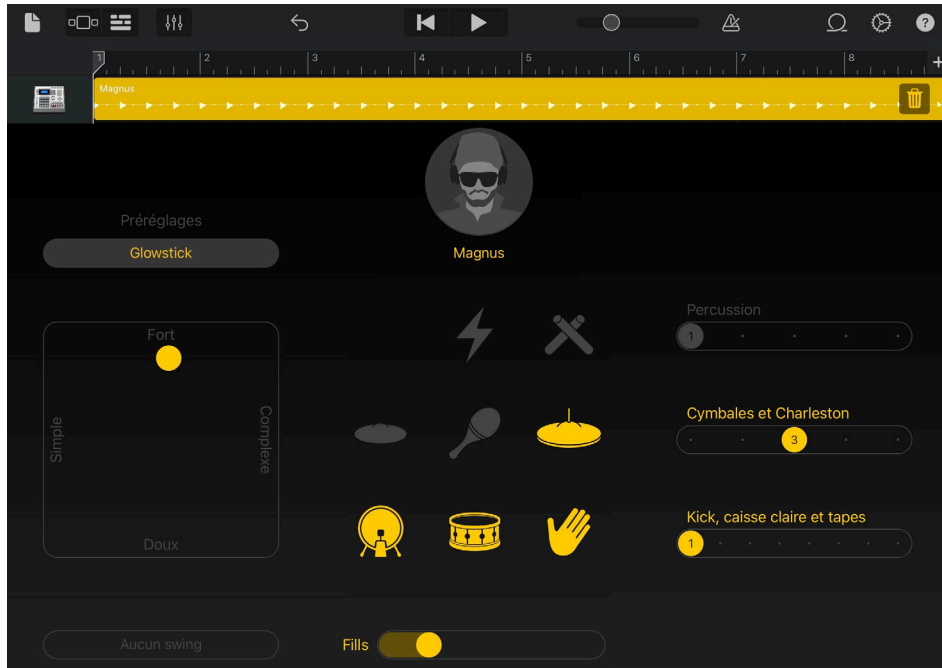 ?
1 2 3 4 5 6 7 8 +
Magnus
Préréglages
Glowstick
Magnus
Fort
Simple
Complexe
Doux
Percussion
1
Cymbales et Charleston
3
Kick, caisse claire et tapes
1
Aucun swing
Fills